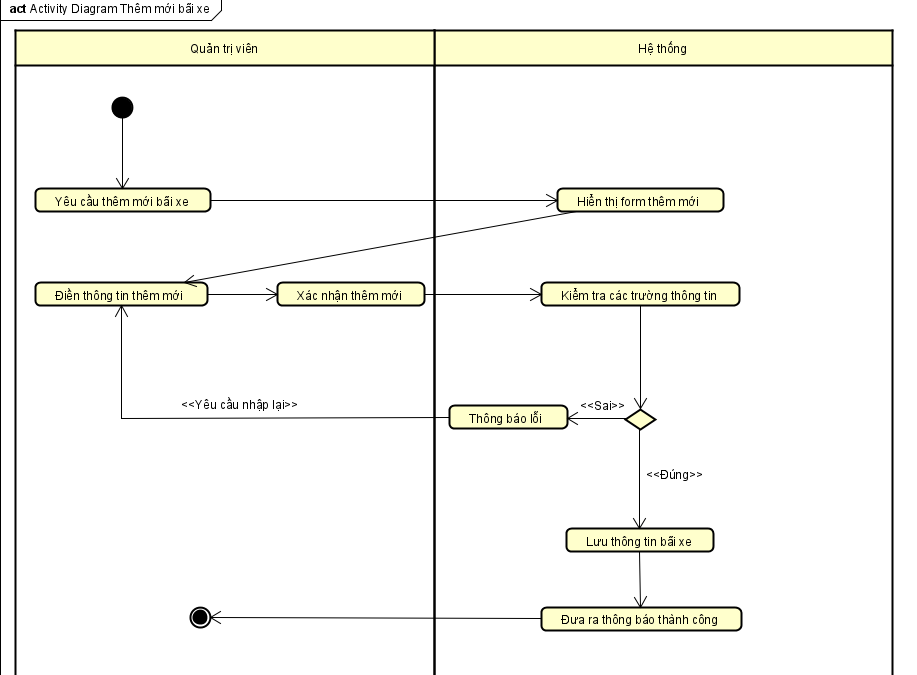 act Activity Diagram Thêm mới bãi xe
Quản trị viên
Hệ thống
Yêu cầu thêm mới bãi xe
Hiển thị form thêm mới
Điền thông tin thêm mới
Xác nhận thêm mới
Kiểm tra các trường thông tin
<<Yêu cầu nhập lại>>
<<Sai>>
Thông báo lỗi
<<Đúng>>
Lưu thông tin bãi xe
Đưa ra thông báo thành công